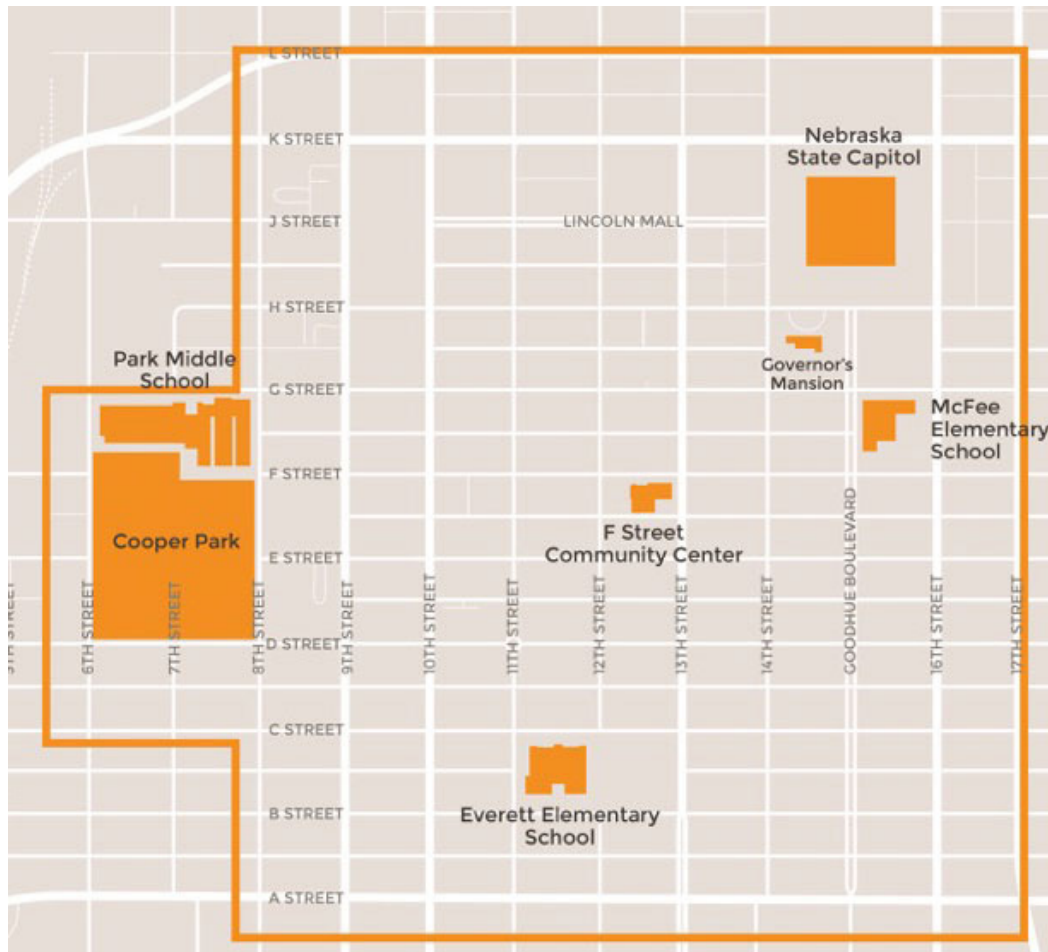 L STREET
K STREET
Nebraska
State Capitol
J STREET
LINCOLN MALL
H STREET
Park Middle
School
Governor's
Mansion
G STREET
McFee
Elementary
School
F STREET
F Street
Community Center
Cooper Park
E STREET
6TH STREET
7TH STREET
8TH STREET
9TH STREET
10TH STREET
11TH STREET
12TH STREET
13TH STREET
14TH STREET
GOODHUE BOULEVARD
16TH STREET
17TH STREET
D STREET
C STREET
Everett Elementary
School
B STREET
A STREET